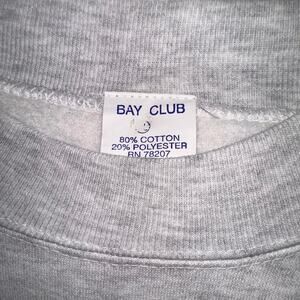 BAY CLUB
80% COTTON
20% POLYESTER
RN 78207